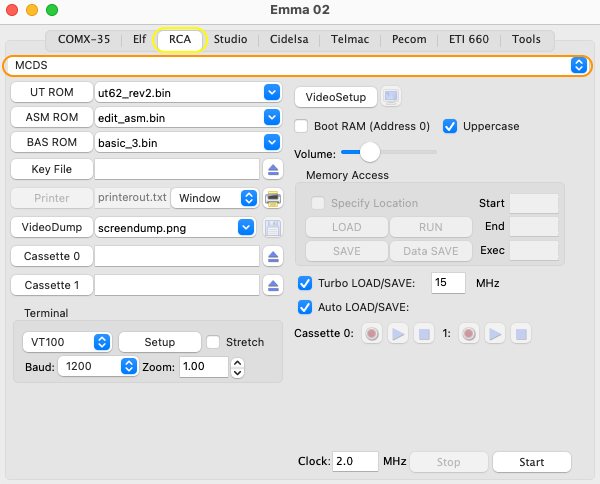 Emma 02
COMX-35 Elf RCA Studio Cidelsa Telmac Pecom ETI 660 Tools
MCDS
UT ROM ut62_rev2.bin
ASM ROM edit_asm.bin
BAS ROM basic_3.bin
Key File
Printer printerout.txt Window
VideoDump screendump.png
Cassette 0
Cassette 1
Terminal
VT100 Setup Stretch
Baud: 1200 Zoom: 1.00
VideoSetup
Boot RAM (Address 0) Uppercase
Volume:
Memory Access
Specify Location Start
LOAD RUN End
SAVE Data SAVE Exec
Turbo LOAD/SAVE: 15 MHz
Auto LOAD/SAVE:
Cassette 0: 1:
Clock: 2.0 MHz Stop Start